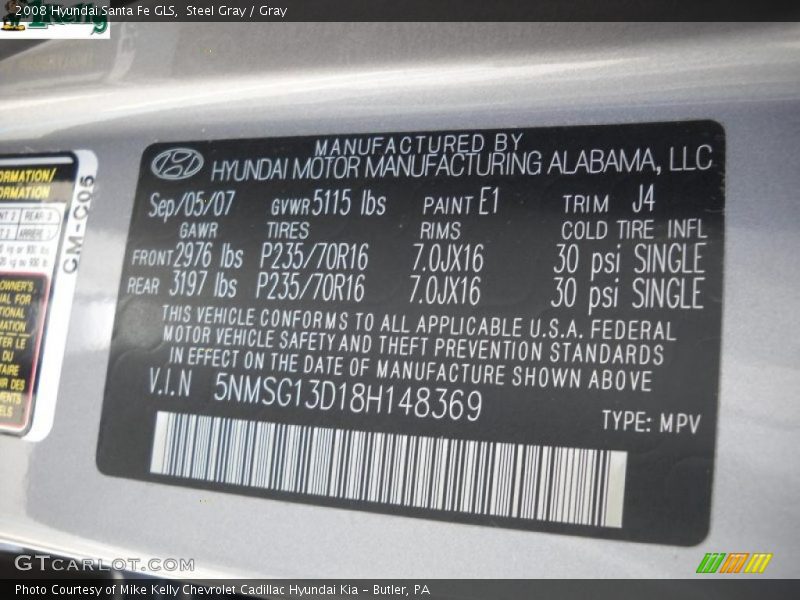 2008 Hyundai Santa Fe GLS,  Steel Gray / Gray
MANUFACTURED BY
HYUNDAI MOTOR MANUFACTURING ALABAMA, LLC
Sep/05/07 GVWR 5115 lbs PAINT E1 TRIM J4
GAWR TIRES RIMS COLD TIRE INFL
FRONT 2976 lbs P235/70R16 7.0JX16 30 psi SINGLE
REAR 3197 lbs P235/70R16 7.0JX16 30 psi SINGLE
THIS VEHICLE CONFORMS TO ALL APPLICABLE U.S.A. FEDERAL
MOTOR VEHICLE SAFETY AND THEFT PREVENTION STANDARDS
IN EFFECT ON THE DATE OF MANUFACTURE SHOWN ABOVE
V.I.N 5NMSG13D18H148369
TYPE: MPV
CM-C05
GTCARLOT.COM
Photo Courtesy of Mike Kelly Chevrolet Cadillac Hyundai Kia - Butler, PA